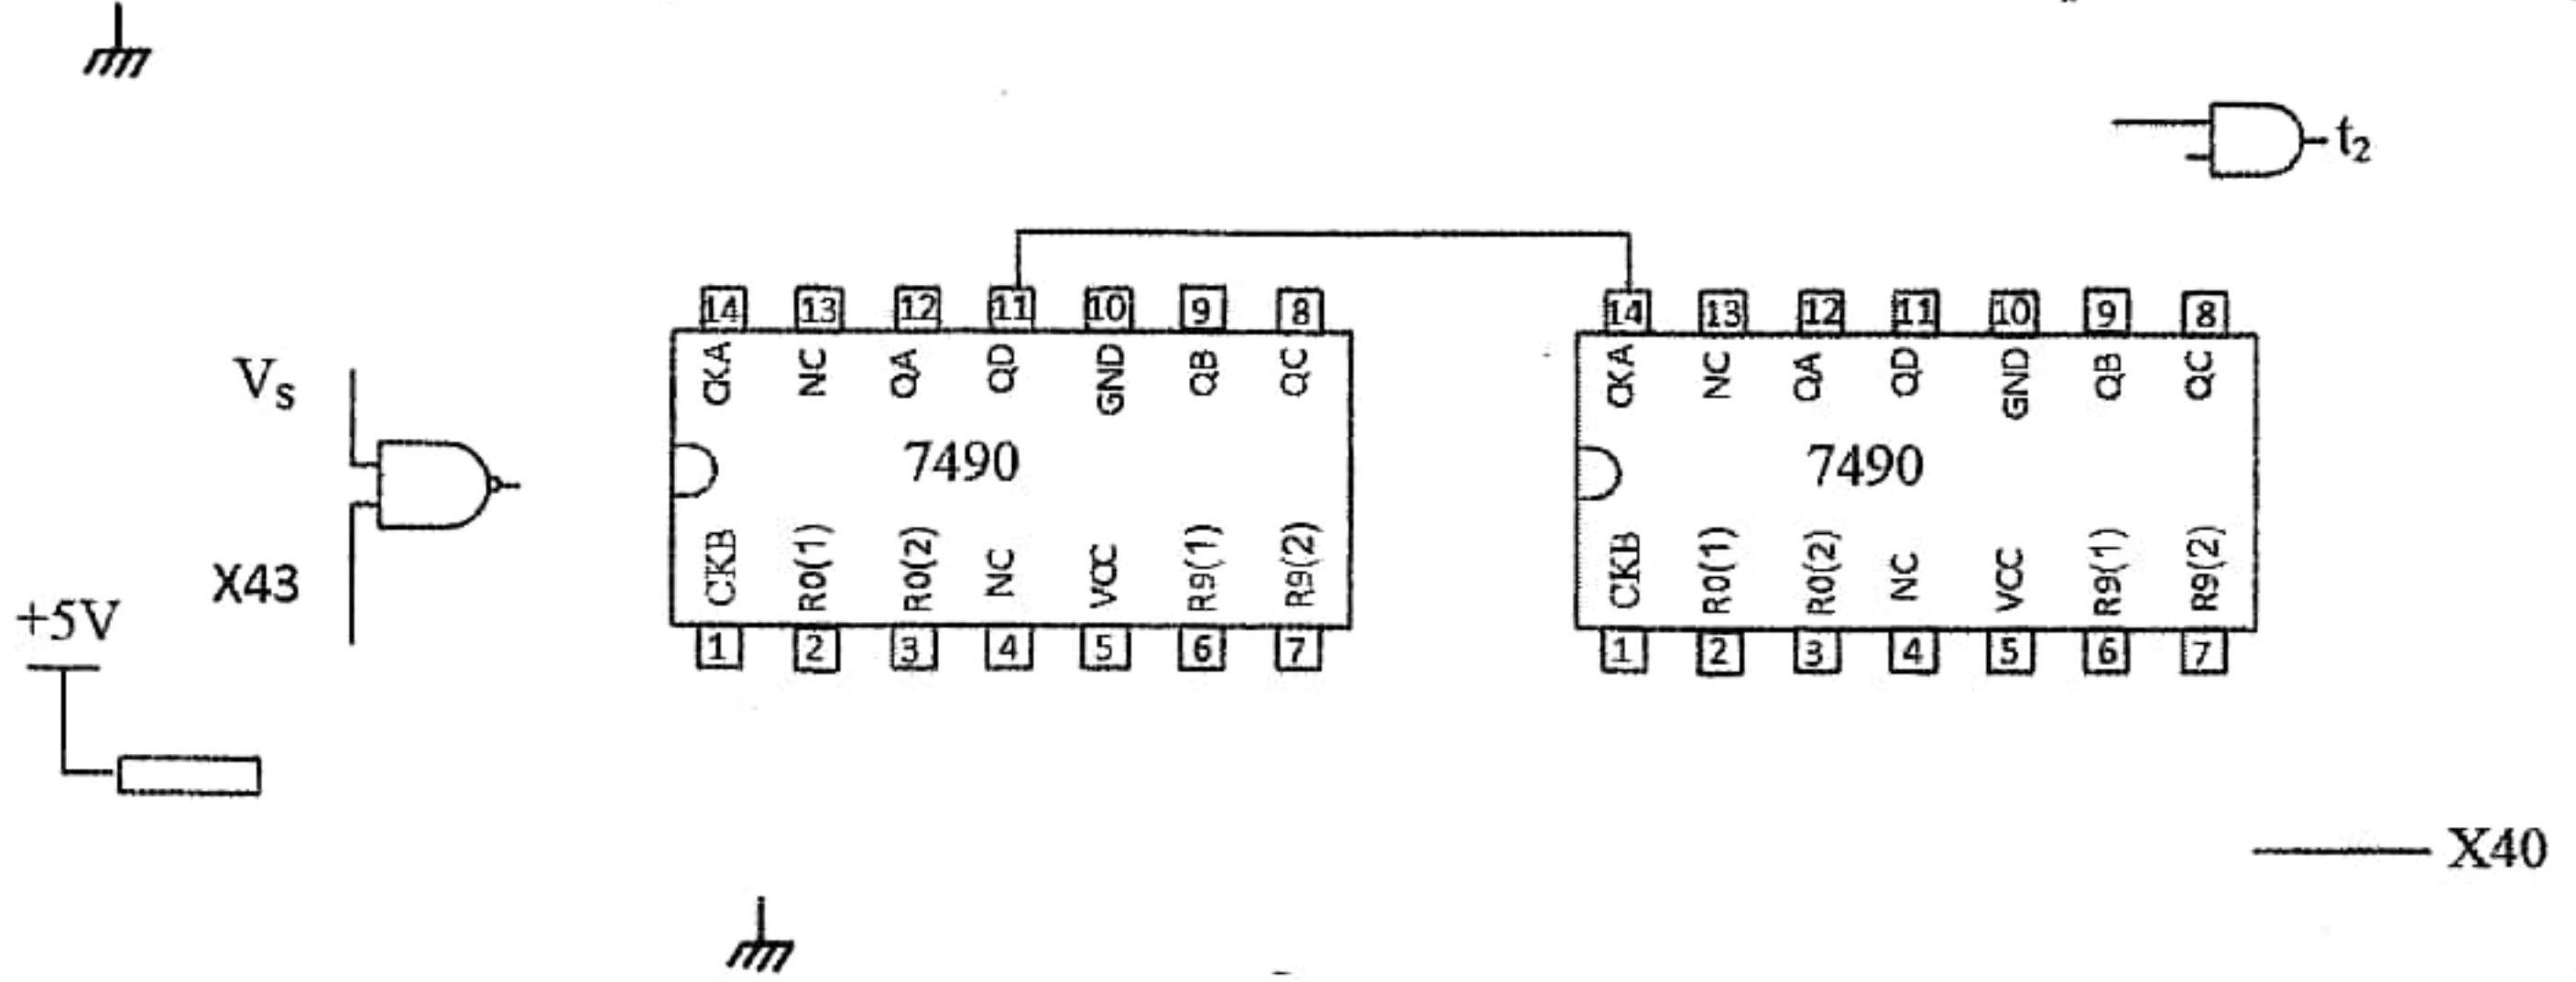 t₂
14 13 12 11 10 9 8
CKA NC QA QD GND QB QC
7490
CKB R0(1) R0(2) NC VCC R9(1) R9(2)
1 2 3 4 5 6 7
14 13 12 11 10 9 8
CKA NC QA QD GND QB QC
7490
CKB R0(1) R0(2) NC VCC R9(1) R9(2)
1 2 3 4 5 6 7
Vs
X43
+5V
X40